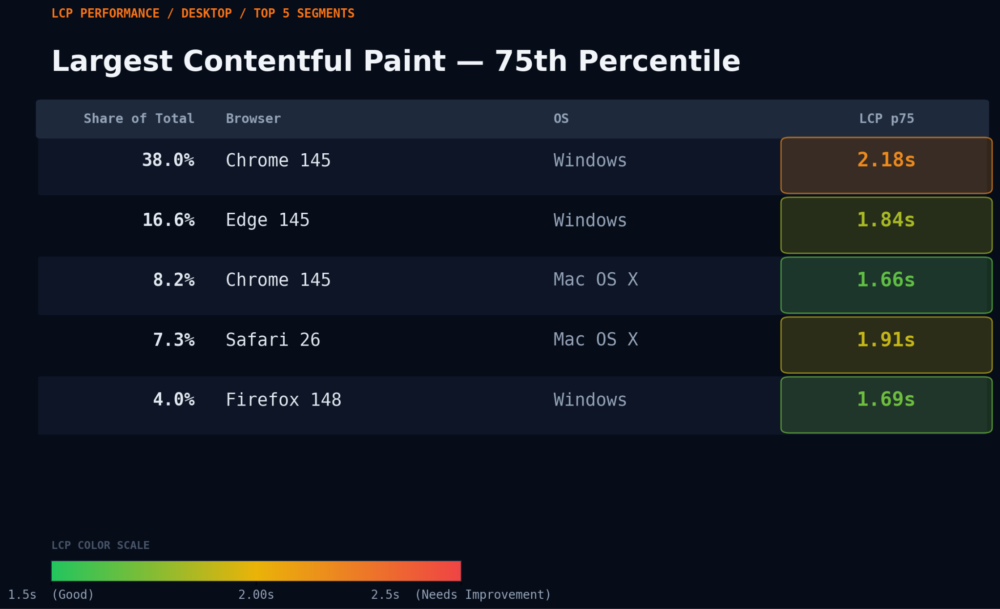 LCP PERFORMANCE / DESKTOP / TOP 5 SEGMENTS
Largest Contentful Paint — 75th Percentile
Share of Total Browser OS LCP p75
38.0% Chrome 145 Windows 2.18s
16.6% Edge 145 Windows 1.84s
8.2% Chrome 145 Mac OS X 1.66s
7.3% Safari 26 Mac OS X 1.91s
4.0% Firefox 148 Windows 1.69s
LCP COLOR SCALE
1.5s (Good) 2.00s 2.5s (Needs Improvement)